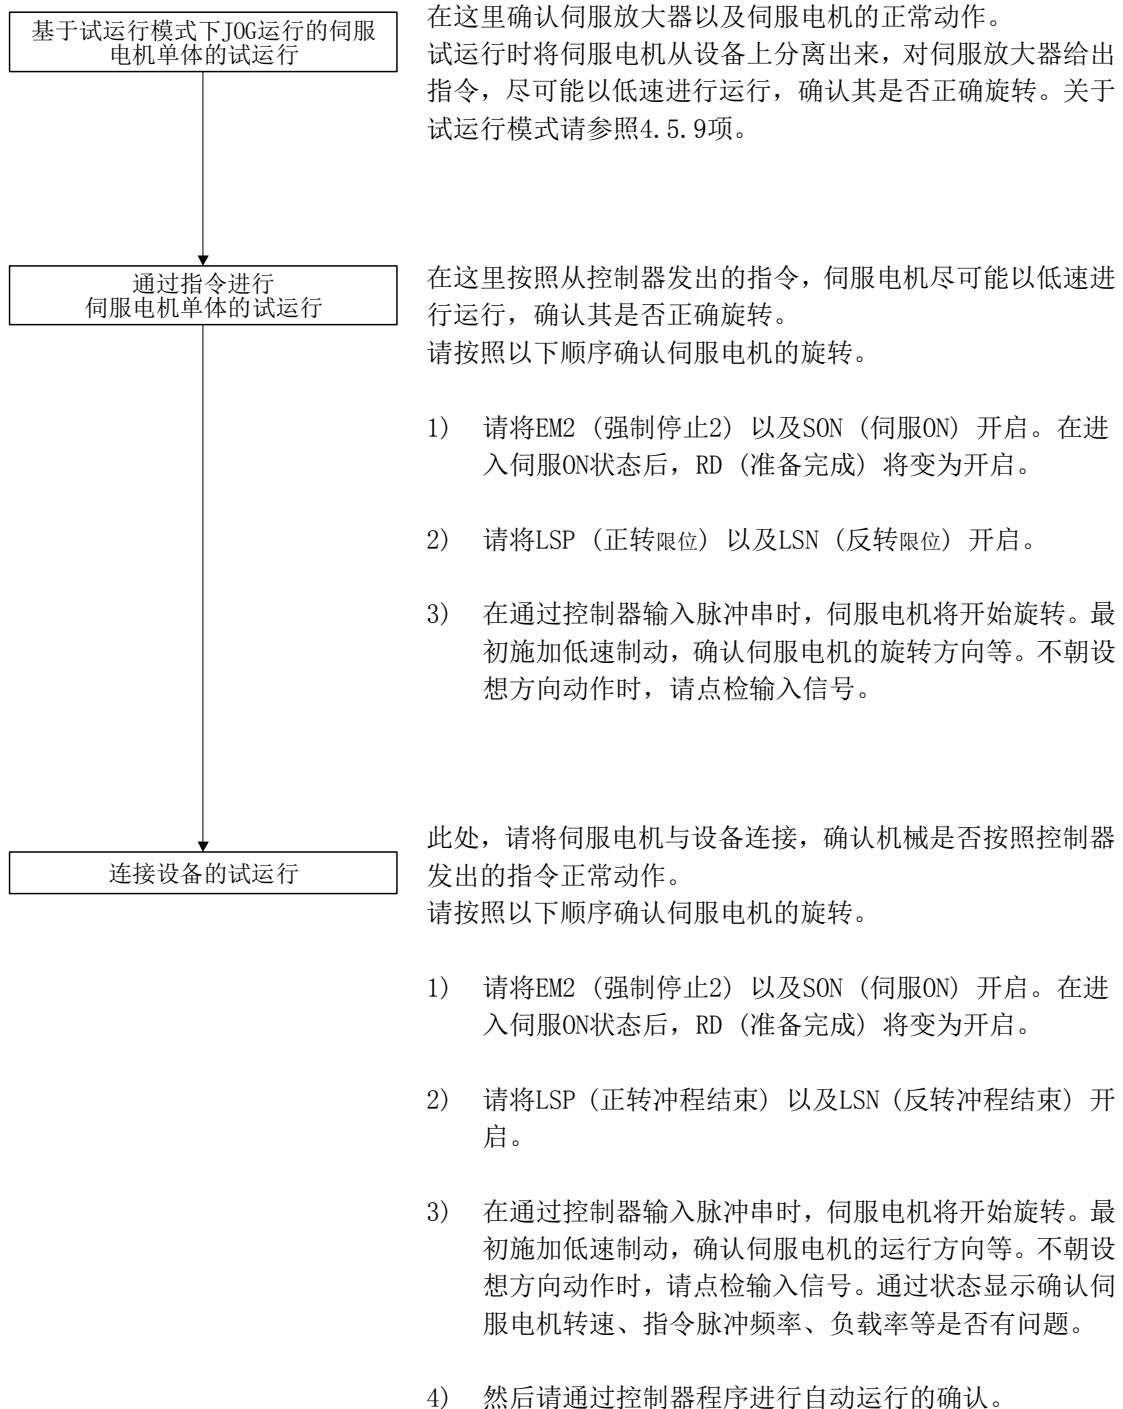 基于试运行模式下JOG运行的伺服
电机单体的试运行
在这里确认伺服放大器以及伺服电机的正常动作。
试运行时将伺服电机从设备上分离出来，对伺服放大器给出
指令，尽可能以低速进行运行，确认其是否正确旋转。关于
试运行模式请参照4.5.9项。
通过指令进行
伺服电机单体的试运行
在这里按照从控制器发出的指令，伺服电机尽可能以低速进
行运行，确认其是否正确旋转。
请按照以下顺序确认伺服电机的旋转。
1) 请将EM2 (强制停止2) 以及SON (伺服ON) 开启。在进
入伺服ON状态后，RD (准备完成) 将变为开启。
2) 请将LSP (正转限位) 以及LSN (反转限位) 开启。
3) 在通过控制器输入脉冲串时，伺服电机将开始旋转。最
初施加低速制动，确认伺服电机的旋转方向等。不朝设
想方向动作时，请点检输入信号。
连接设备的试运行
此处，请将伺服电机与设备连接，确认机械是否按照控制器
发出的指令正常动作。
请按照以下顺序确认伺服电机的旋转。
1) 请将EM2 (强制停止2) 以及SON (伺服ON) 开启。在进
入伺服ON状态后，RD (准备完成) 将变为开启。
2) 请将LSP (正转冲程结束) 以及LSN (反转冲程结束) 开
启。
3) 在通过控制器输入脉冲串时，伺服电机将开始旋转。最
初施加低速制动，确认伺服电机的运行方向等。不朝设
想方向动作时，请点检输入信号。通过状态显示确认伺
服电机转速、指令脉冲频率、负载率等是否有问题。
4) 然后请通过控制器程序进行自动运行的确认。